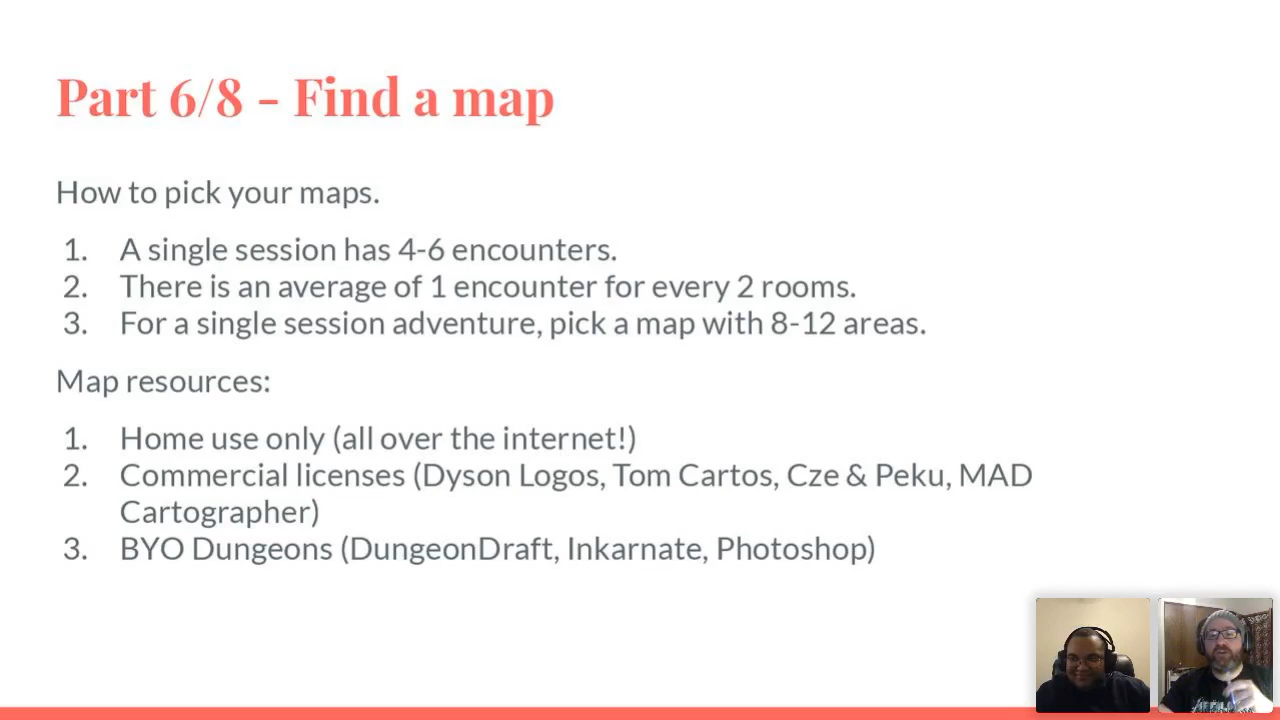 Part 6/8 - Find a map
How to pick your maps.
1. A single session has 4-6 encounters.
2. There is an average of 1 encounter for every 2 rooms.
3. For a single session adventure, pick a map with 8-12 areas.
Map resources:
1. Home use only (all over the internet!)
2. Commercial licenses (Dyson Logos, Tom Cartos, Cze & Peku, MAD
Cartographer)
3. BYO Dungeons (DungeonDraft, Inkarnate, Photoshop)